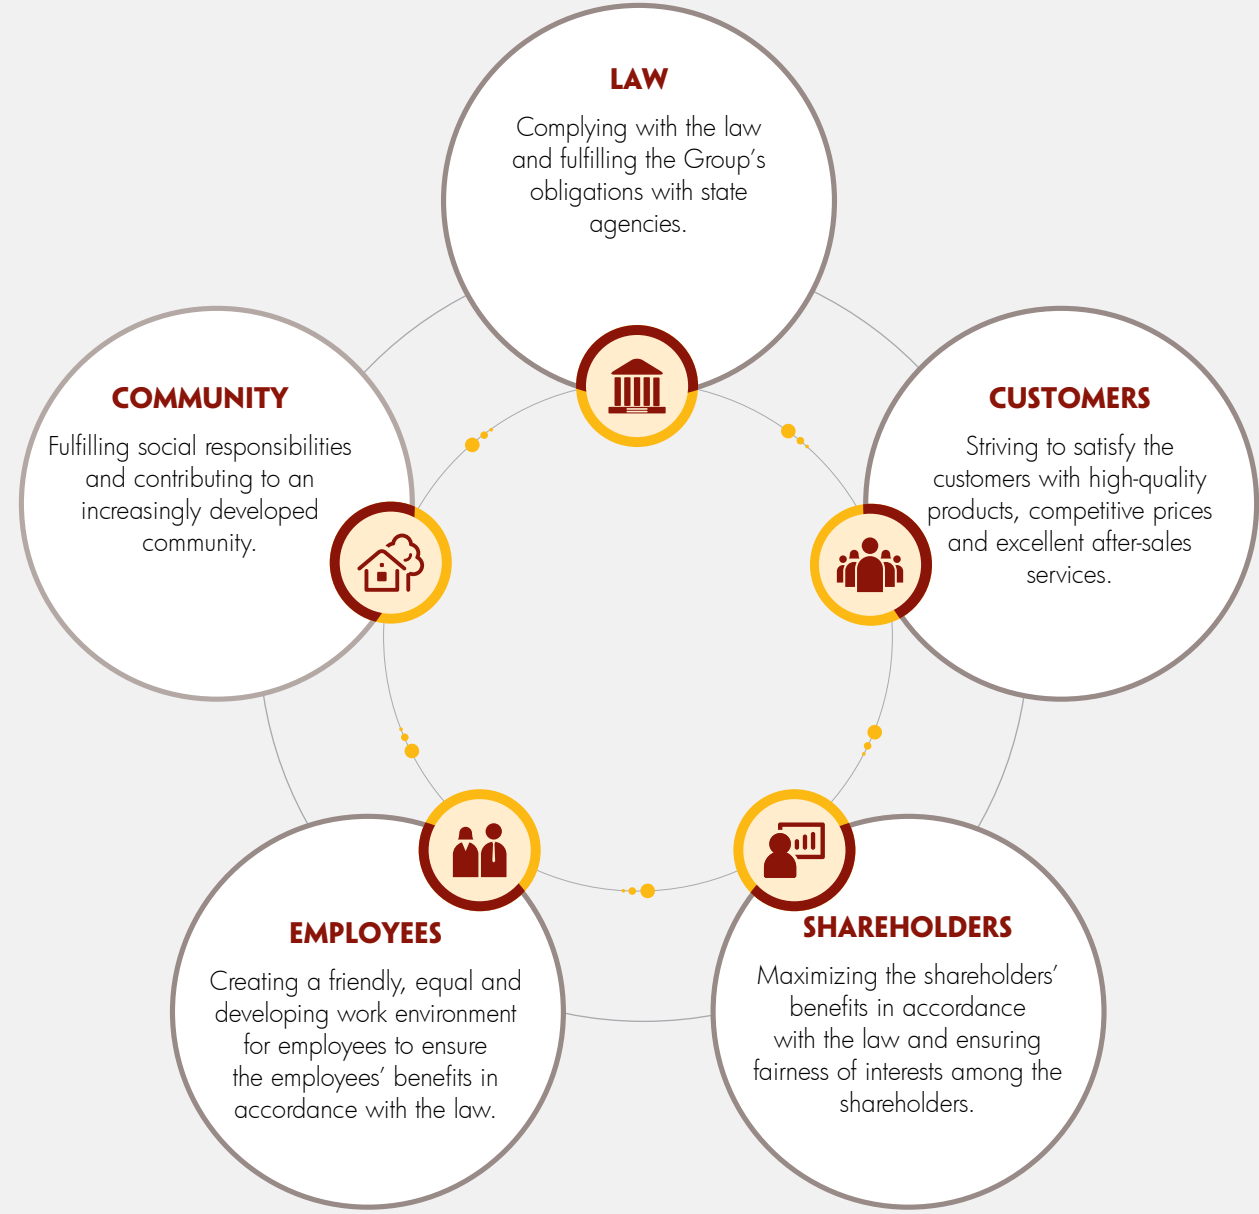 LAW
Complying with the law
and fulfilling the Group’s
obligations with state
agencies.
COMMUNITY
Fulfilling social responsibilities
and contributing to an
increasingly developed
community.
CUSTOMERS
Striving to satisfy the
customers with high-quality
products, competitive prices
and excellent after-sales
services.
EMPLOYEES
Creating a friendly, equal and
developing work environment
for employees to ensure
the employees’ benefits in
accordance with the law.
SHAREHOLDERS
Maximizing the shareholders’
benefits in accordance
with the law and ensuring
fairness of interests among the
shareholders.